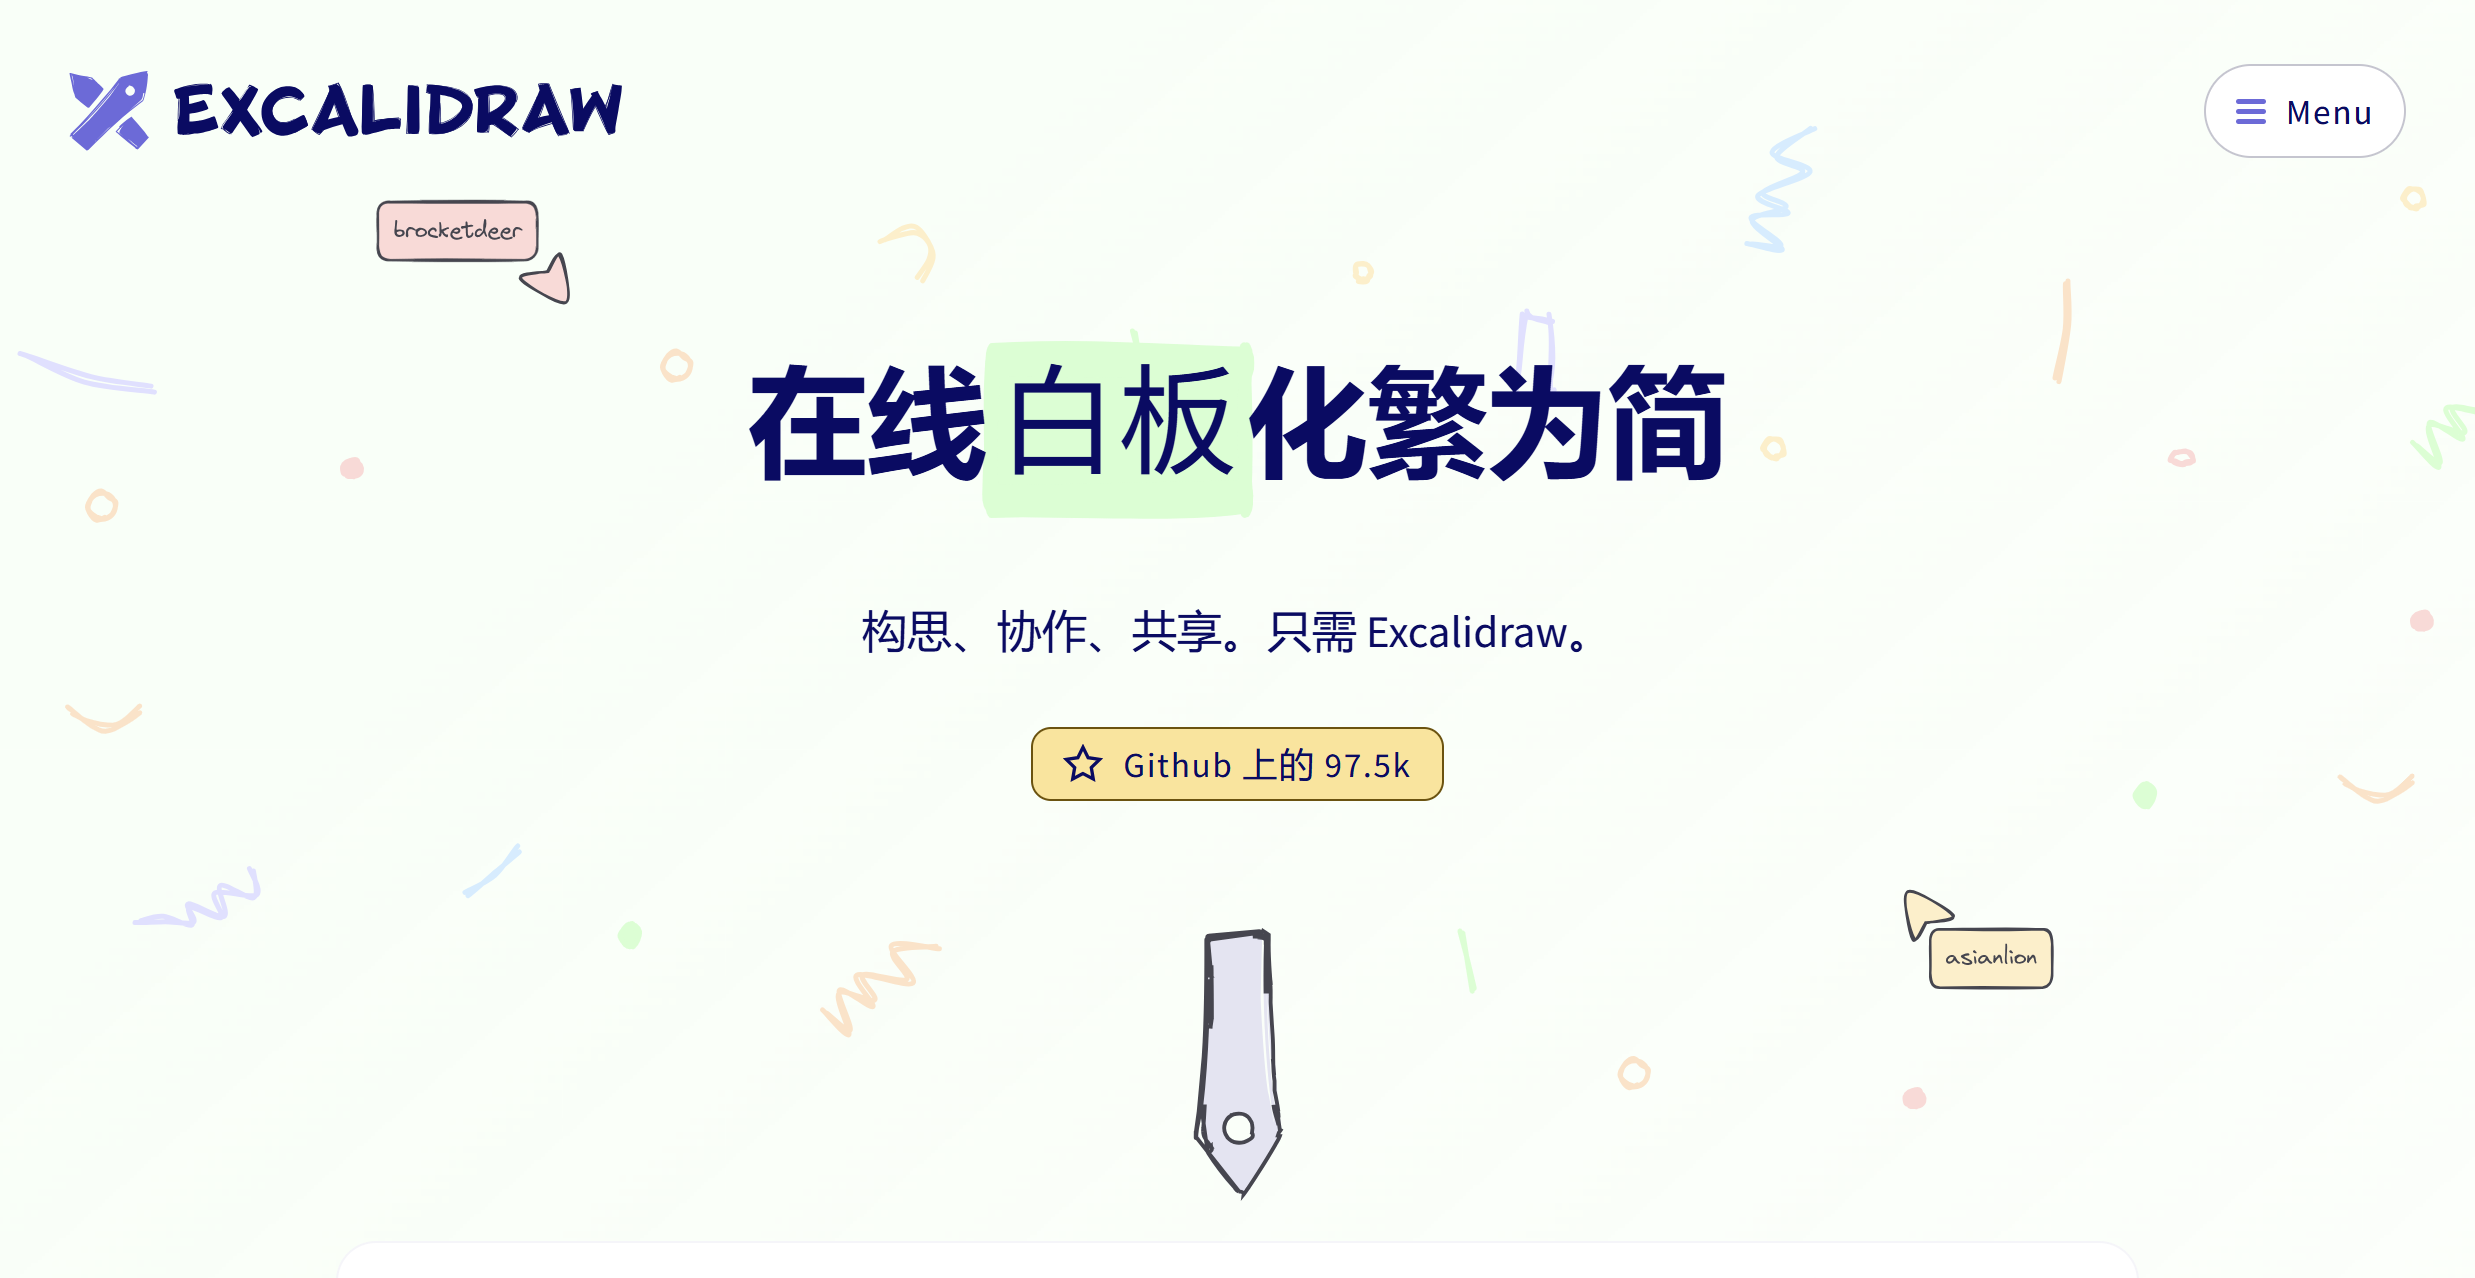 EXCALIDRAW
Menu
brocketdeer
在线白板化繁为简
构思、协作、共享。只需 Excalidraw。
Github 上的 97.5k
asianlion